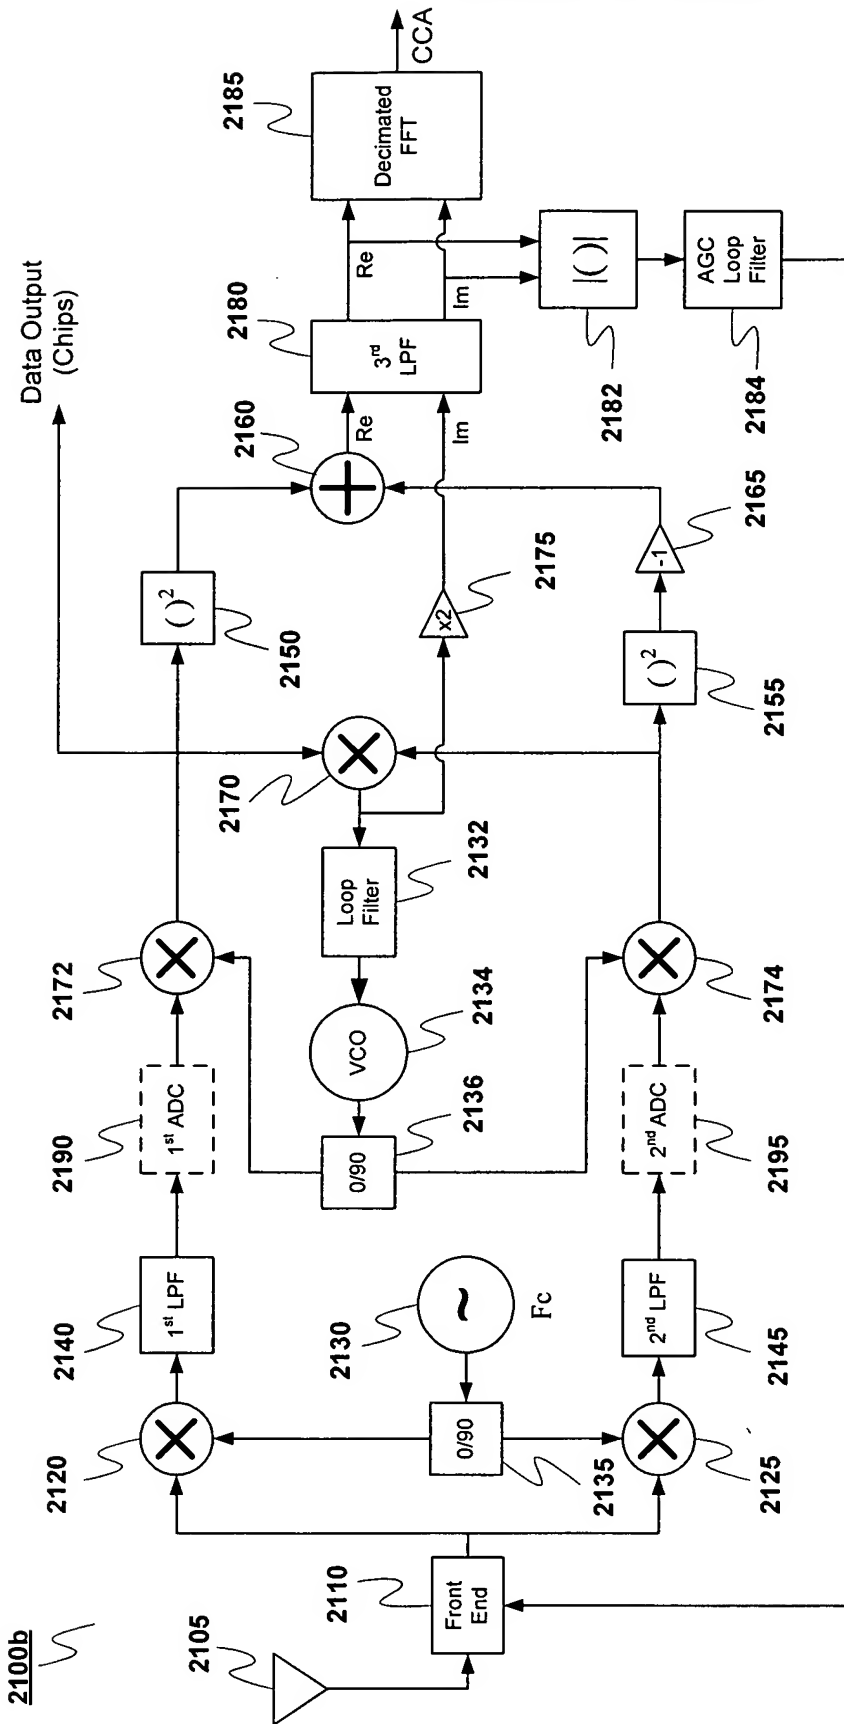 2100b
2105
2110
Front
End
2120
2125
2130
Fc
0/90
2135
2140
1st LPF
2nd LPF
2145
2190
1st ADC
2nd ADC
2195
2172
2174
0/90
2136
VCO
2134
Loop
Filter
2132
2170
x2
2175
( )²
2150
( )²
2155
-1
2165
Data Output
(Chips)
2160
Re
Im
2180
3rd
LPF
Re
Im
2185
Decimated
FFT
CCA
|( )|
2182
AGC
Loop
Filter
2184